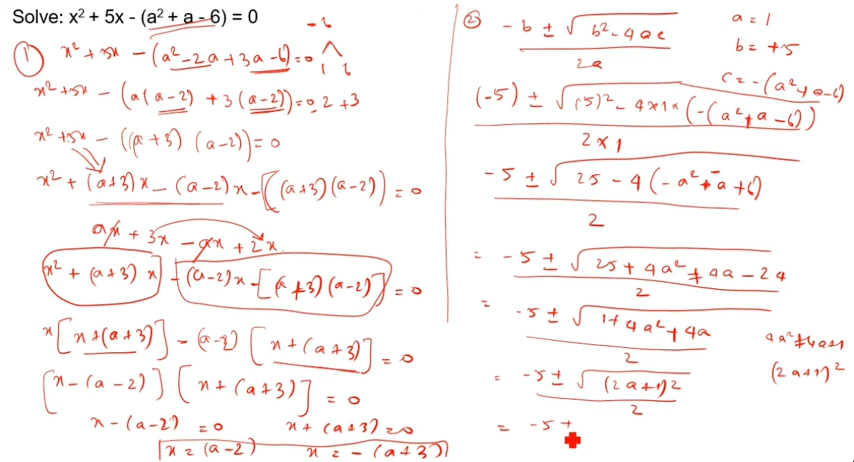 Solve: x² + 5x - (a² + a - 6) = 0
-6
1 6
① x² + 5x - (a² - 2a + 3a - 6) = 0
x² + 5x - (a(a-2) + 3(a-2)) = 0
2 + 3
x² + 5x - ((a+3)(a-2)) = 0
x² + (a+3)x - (a-2)x - [(a+3)(a-2)] = 0
ax + 3x - ax + 2x
x² + (a+3)x - (a-2)x - [(a+3)(a-2)] = 0
x[x+(a+3)] - (a-2)[x+(a+3)] = 0
[x-(a-2)] [x+(a+3)] = 0
x-(a-2) = 0 x+(a+3) = 0
x = (a-2) x = -(a+3)
② -b ± √b²-4ac / 2a
a = 1
b = +5
c = -(a²+a-6)
(-5) ± √(5)² - 4×1×(-(a²+a-6)) / 2×1
-5 ± √25 - 4(-a² - a + 6) / 2
= -5 ± √25 + 4a² + 4a - 24 / 2
= -5 ± √1 + 4a² + 4a / 2
4a²+4a+1
(2a+1)²
= -5 ± √(2a+1)² / 2
= -5 ±